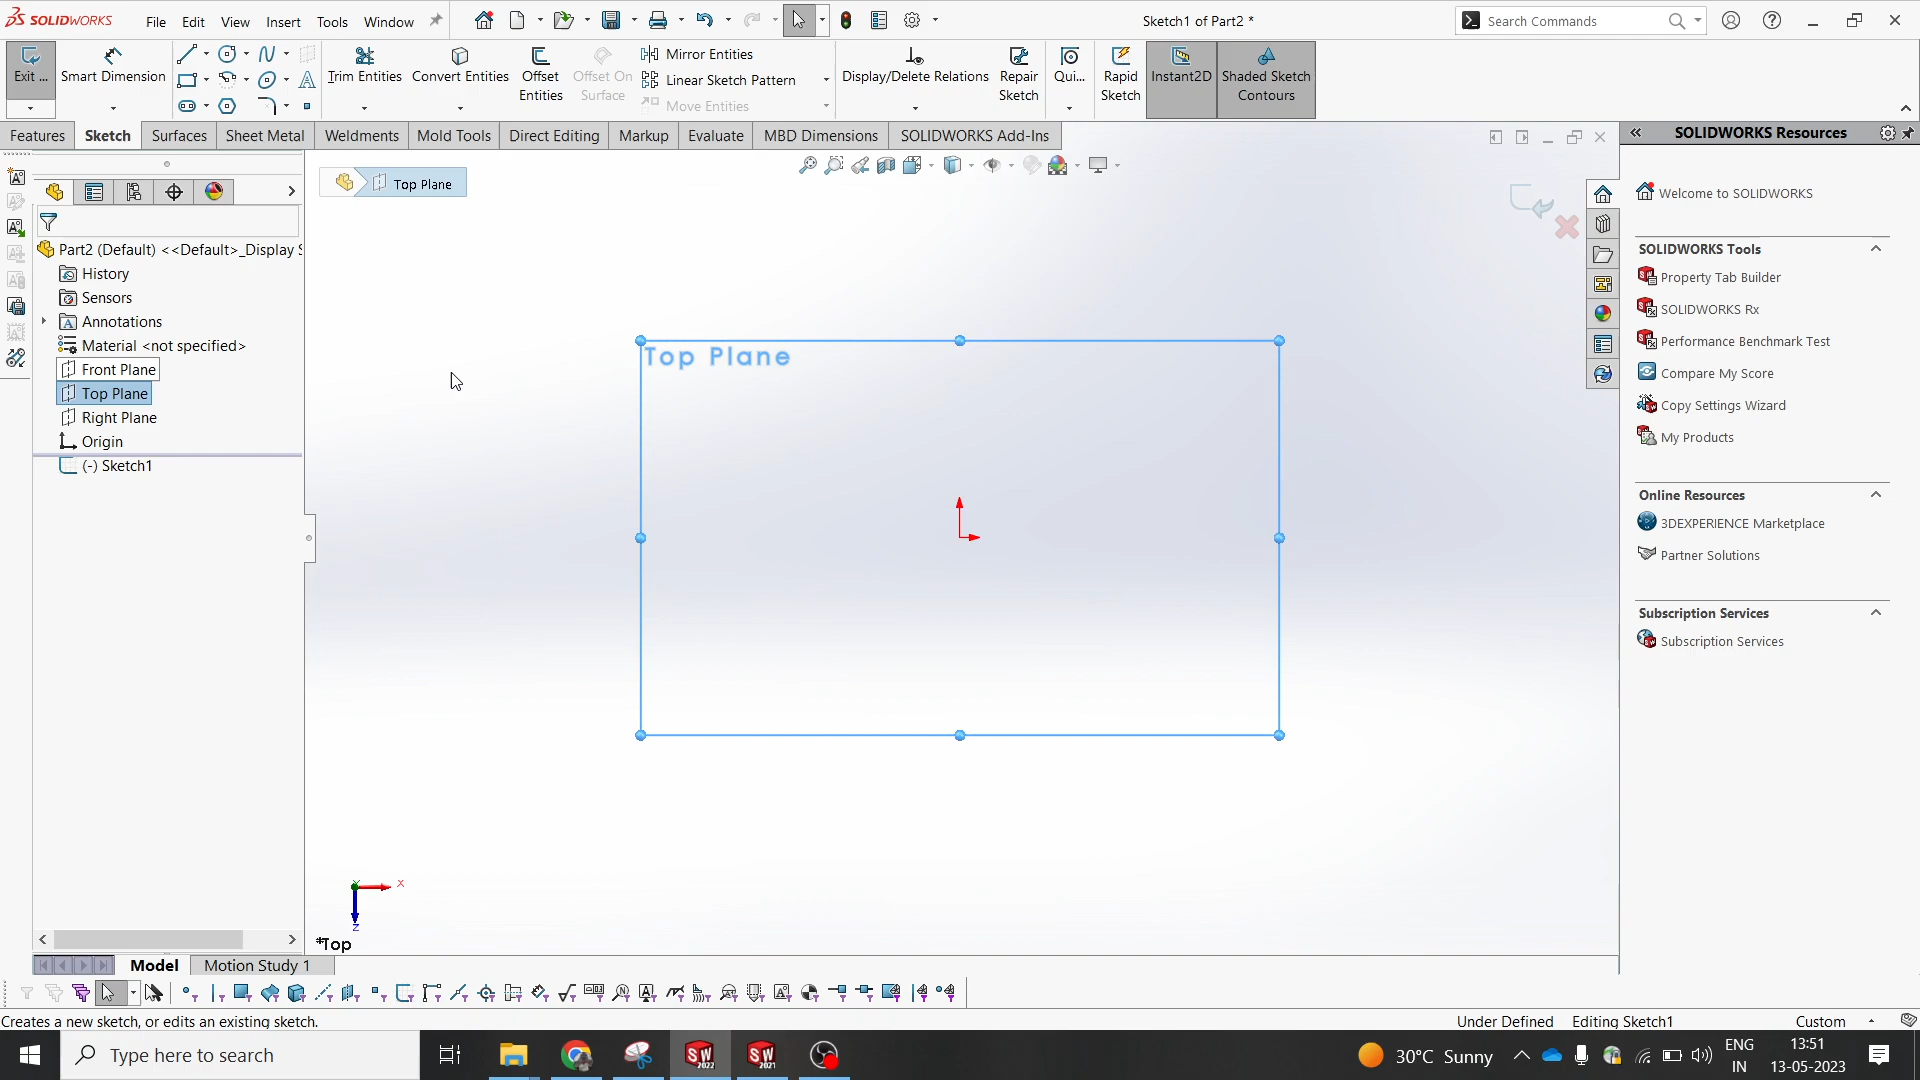 SOLIDWORKS File Edit View Insert Tools Window Sketch1 of Part2 * Search Commands
Exit ... Smart Dimension Trim Entities Convert Entities Offset Entities Offset On Surface Mirror Entities Linear Sketch Pattern Move Entities Display/Delete Relations Repair Sketch Qui... Rapid Sketch Instant2D Shaded Sketch Contours
Features Sketch Surfaces Sheet Metal Weldments Mold Tools Direct Editing Markup Evaluate MBD Dimensions SOLIDWORKS Add-Ins
SOLIDWORKS Resources
Top Plane
Welcome to SOLIDWORKS
Part2 (Default) <<Default>_Display S
History
Sensors
Annotations
Material <not specified>
Front Plane
Top Plane
Right Plane
Origin
(-) Sketch1
Top Plane
SOLIDWORKS Tools
Property Tab Builder
SOLIDWORKS Rx
Performance Benchmark Test
Compare My Score
Copy Settings Wizard
My Products
Online Resources
3DEXPERIENCE Marketplace
Partner Solutions
Subscription Services
Subscription Services
X
Y
Z
*Top
Model Motion Study 1
Creates a new sketch, or edits an existing sketch. Under Defined Editing Sketch1 Custom
Type here to search
SW 2022
SW 2021
30°C Sunny
ENG
IN
13:51
13-05-2023